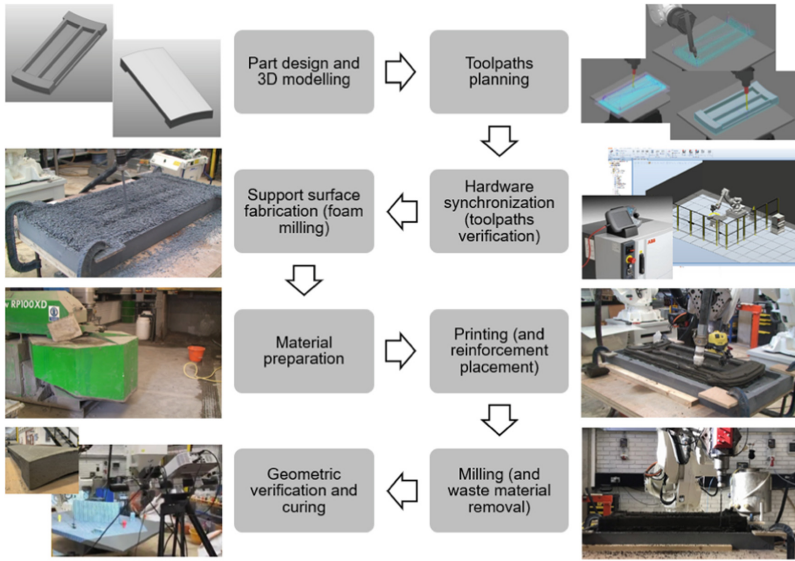 Part design and
3D modelling
Toolpaths
planning
Hardware
synchronization
(toolpaths
verification)
Support surface
fabrication (foam
milling)
Material
preparation
Printing (and
reinforcement
placement)
Milling (and
waste material
removal)
Geometric
verification and
curing
RP100XD
ABB